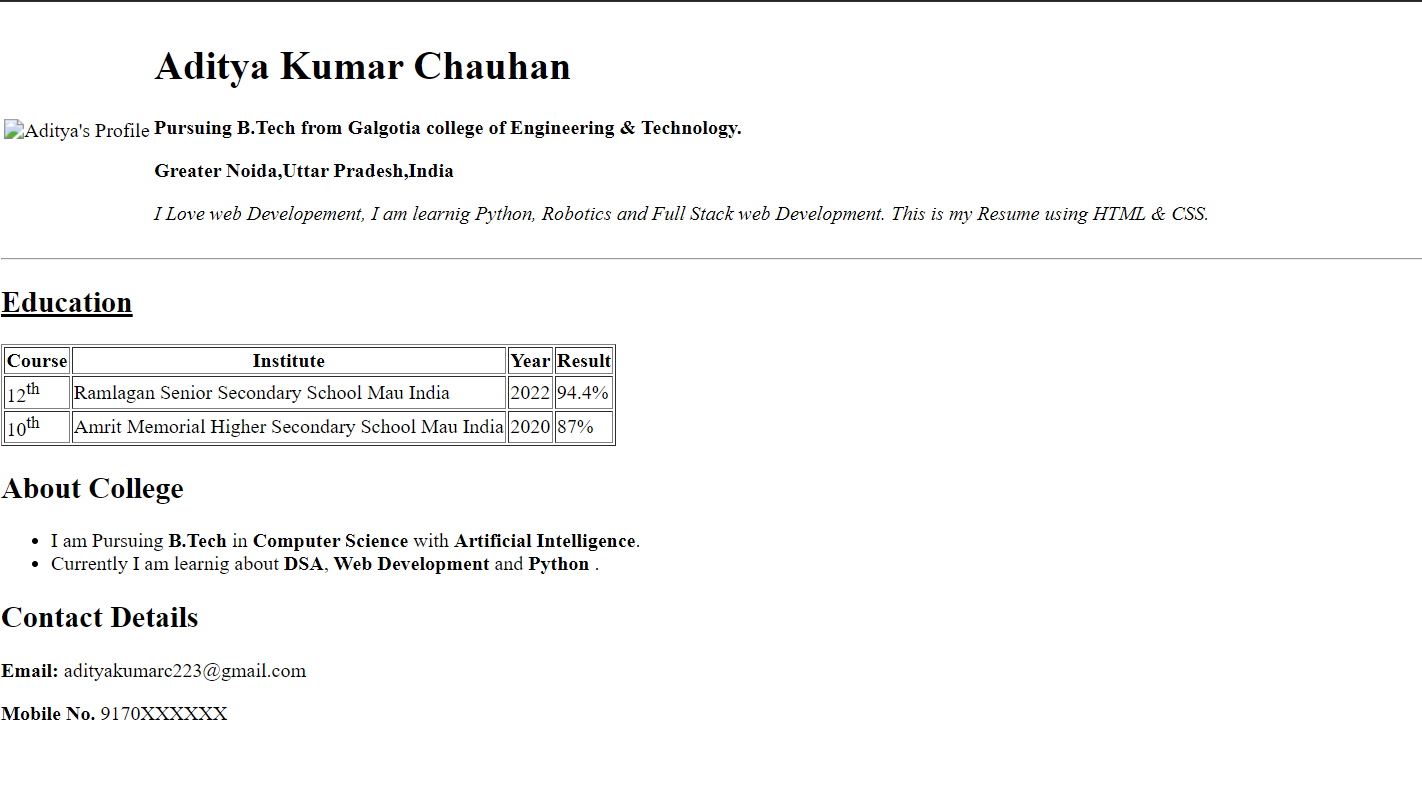 Aditya Kumar Chauhan
Aditya's Profile
Pursuing B.Tech from Galgotia college of Engineering & Technology.
Greater Noida,Uttar Pradesh,India
I Love web Developement, I am learnig Python, Robotics and Full Stack web Development. This is my Resume using HTML & CSS.
Education
Course Institute Year Result
12th Ramlagan Senior Secondary School Mau India 2022 94.4%
10th Amrit Memorial Higher Secondary School Mau India 2020 87%
About College
• I am Pursuing B.Tech in Computer Science with Artificial Intelligence.
• Currently I am learnig about DSA, Web Development and Python .
Contact Details
Email: adityakumarc223@gmail.com
Mobile No. 9170XXXXXX